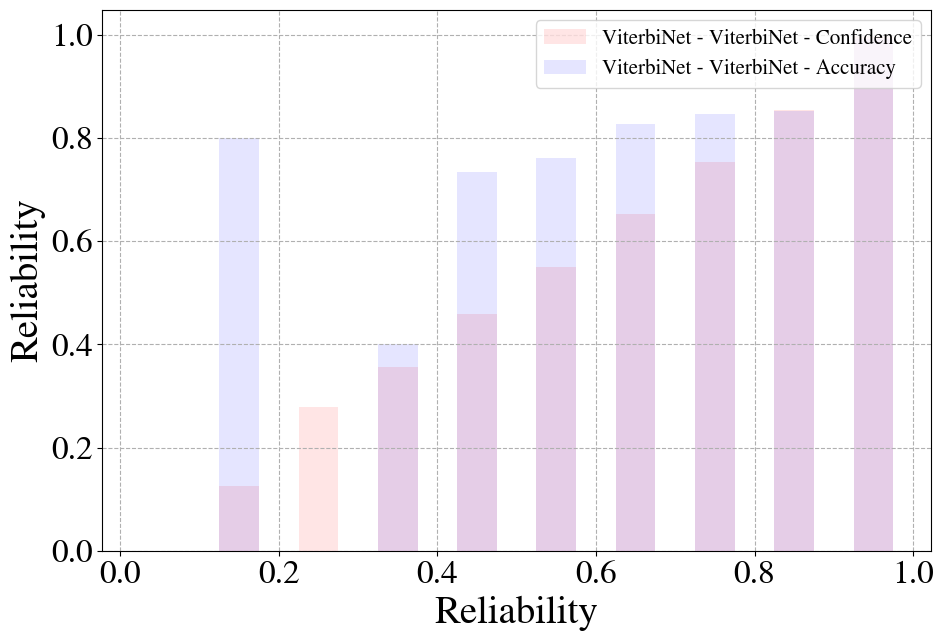 1.0
0.8
0.6
0.4
0.2
0.0
Reliability
ViterbiNet - ViterbiNet - Confidence
ViterbiNet - ViterbiNet - Accuracy
0.0 0.2 0.4 0.6 0.8 1.0
Reliability